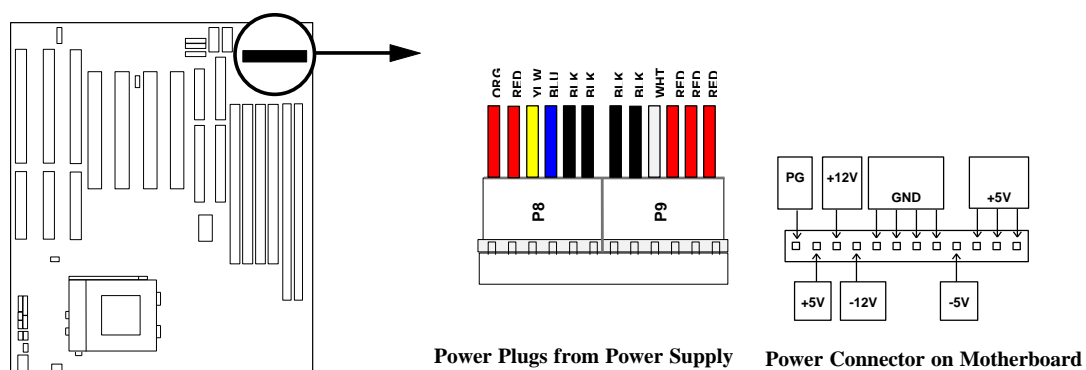 ORG RED YLW BLU BLK BLK BLK BLK WHT RED RED RED
P8 P9
PG +12V GND +5V
+5V -12V -5V
Power Plugs from Power Supply
Power Connector on Motherboard